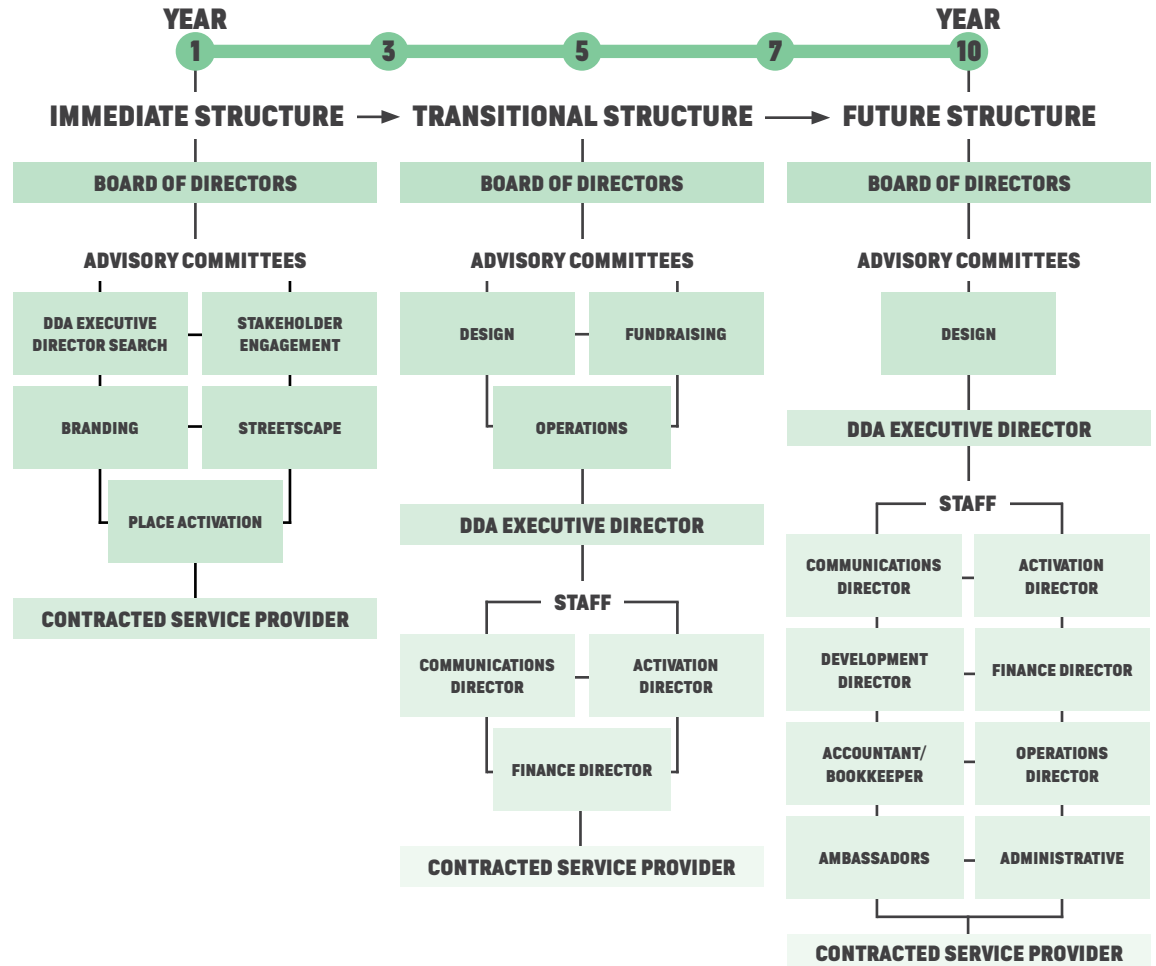 YEAR
1
3
5
7
YEAR
10
IMMEDIATE STRUCTURE
TRANSITIONAL STRUCTURE
FUTURE STRUCTURE
BOARD OF DIRECTORS
ADVISORY COMMITTEES
DDA EXECUTIVE
DIRECTOR SEARCH
STAKEHOLDER
ENGAGEMENT
BRANDING
STREETSCAPE
PLACE ACTIVATION
CONTRACTED SERVICE PROVIDER
BOARD OF DIRECTORS
ADVISORY COMMITTEES
DESIGN
FUNDRAISING
OPERATIONS
DDA EXECUTIVE DIRECTOR
STAFF
COMMUNICATIONS
DIRECTOR
ACTIVATION
DIRECTOR
FINANCE DIRECTOR
CONTRACTED SERVICE PROVIDER
BOARD OF DIRECTORS
ADVISORY COMMITTEES
DESIGN
DDA EXECUTIVE DIRECTOR
STAFF
COMMUNICATIONS
DIRECTOR
ACTIVATION
DIRECTOR
DEVELOPMENT
DIRECTOR
FINANCE DIRECTOR
ACCOUNTANT/
BOOKKEEPER
OPERATIONS
DIRECTOR
AMBASSADORS
ADMINISTRATIVE
CONTRACTED SERVICE PROVIDER